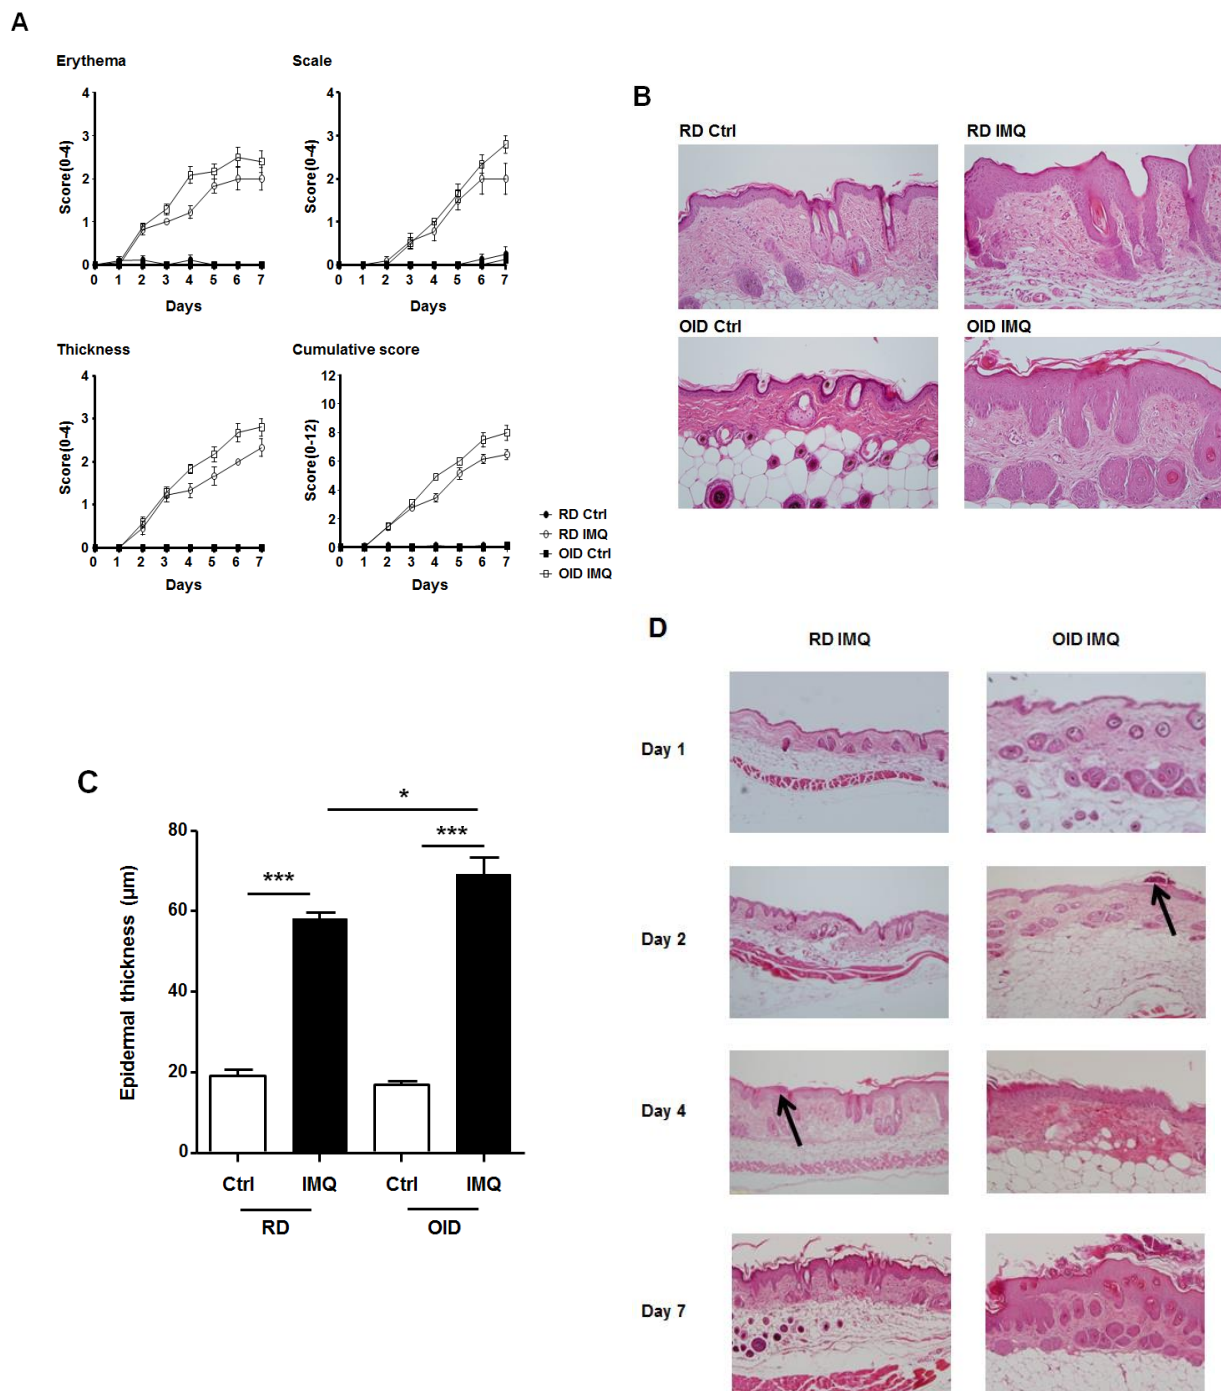 A
Erythema
Score(0-4)
4
3
2
1
0
0 1 2 3 4 5 6 7
Days
Scale
Score(0-4)
4
3
2
1
0
0 1 2 3 4 5 6 7
Days
Thickness
Score(0-4)
4
3
2
1
0
0 1 2 3 4 5 6 7
Days
Cumulative score
Score(0-12)
12
10
8
6
4
2
0
0 1 2 3 4 5 6 7
Days
RD Ctrl
RD IMQ
OID Ctrl
OID IMQ
B
RD Ctrl
RD IMQ
OID Ctrl
OID IMQ
C
Epidermal thickness (μm)
80
60
40
20
0
***
*
***
Ctrl IMQ Ctrl IMQ
RD OID
D
RD IMQ OID IMQ
Day 1
Day 2
Day 4
Day 7